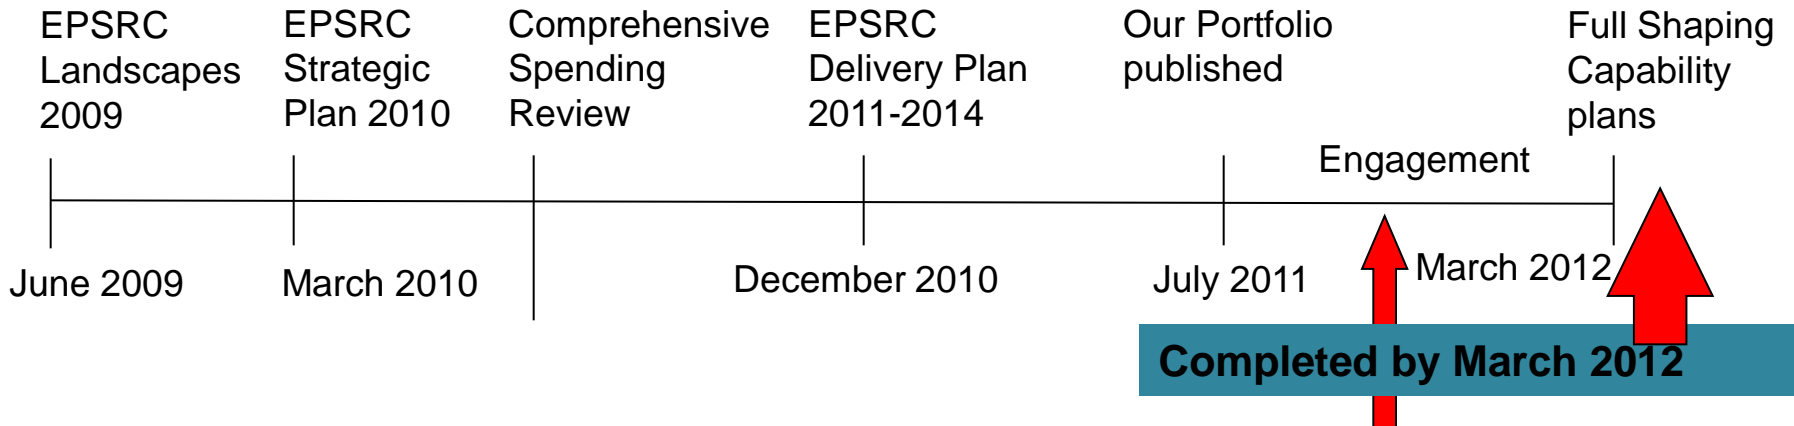 EPSRC
Landscapes
2009
EPSRC
Strategic
Plan 2010
Comprehensive
Spending
Review
EPSRC
Delivery Plan
2011-2014
Our Portfolio
published
Full Shaping
Capability
plans
Engagement
June 2009
March 2010
December 2010
July 2011
March 2012
Completed by March 2012